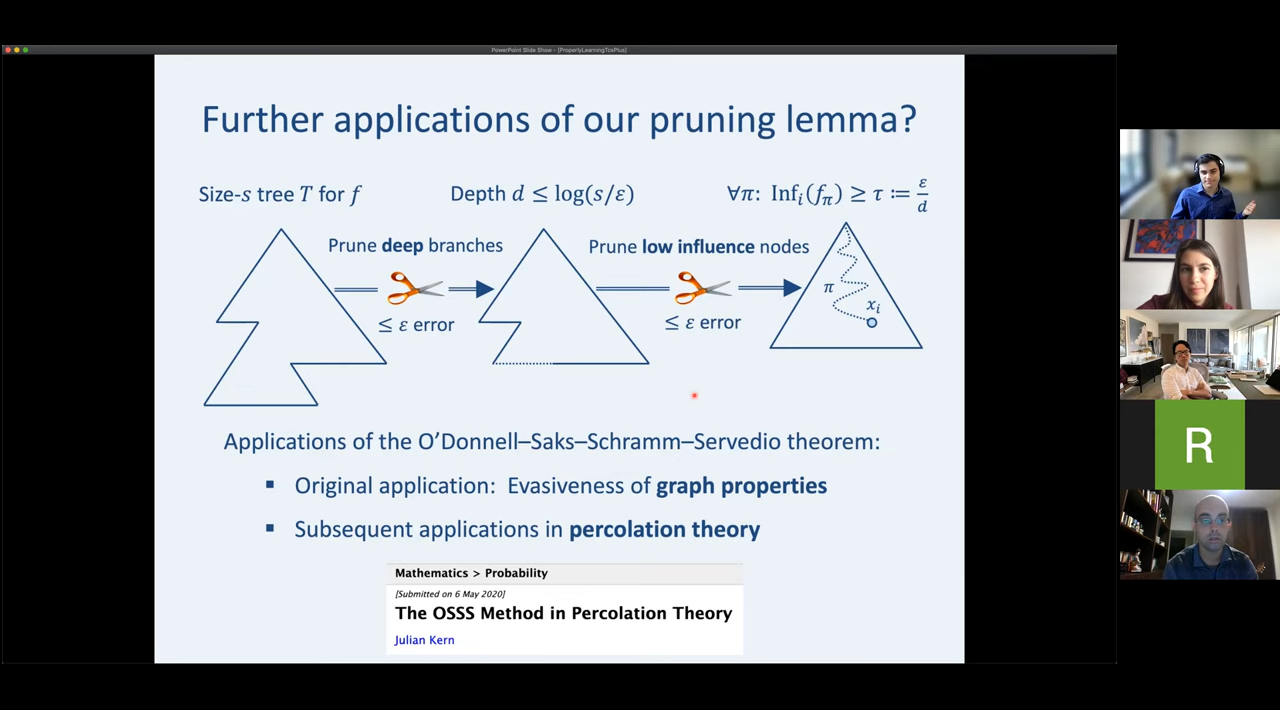 PowerPoint Slide Show - [ProperlyLearningTcsPlus]
Further applications of our pruning lemma?
Size-s tree T for f
Depth d ≤ log(s/ε)
∀π: Infᵢ(f_π) ≥ τ := ε/d
Prune deep branches
≤ ε error
Prune low influence nodes
≤ ε error
π
xᵢ
Applications of the O'Donnell–Saks–Schramm–Servedio theorem:
▪ Original application: Evasiveness of graph properties
▪ Subsequent applications in percolation theory
Mathematics > Probability
[Submitted on 6 May 2020]
The OSSS Method in Percolation Theory
Julian Kern
R